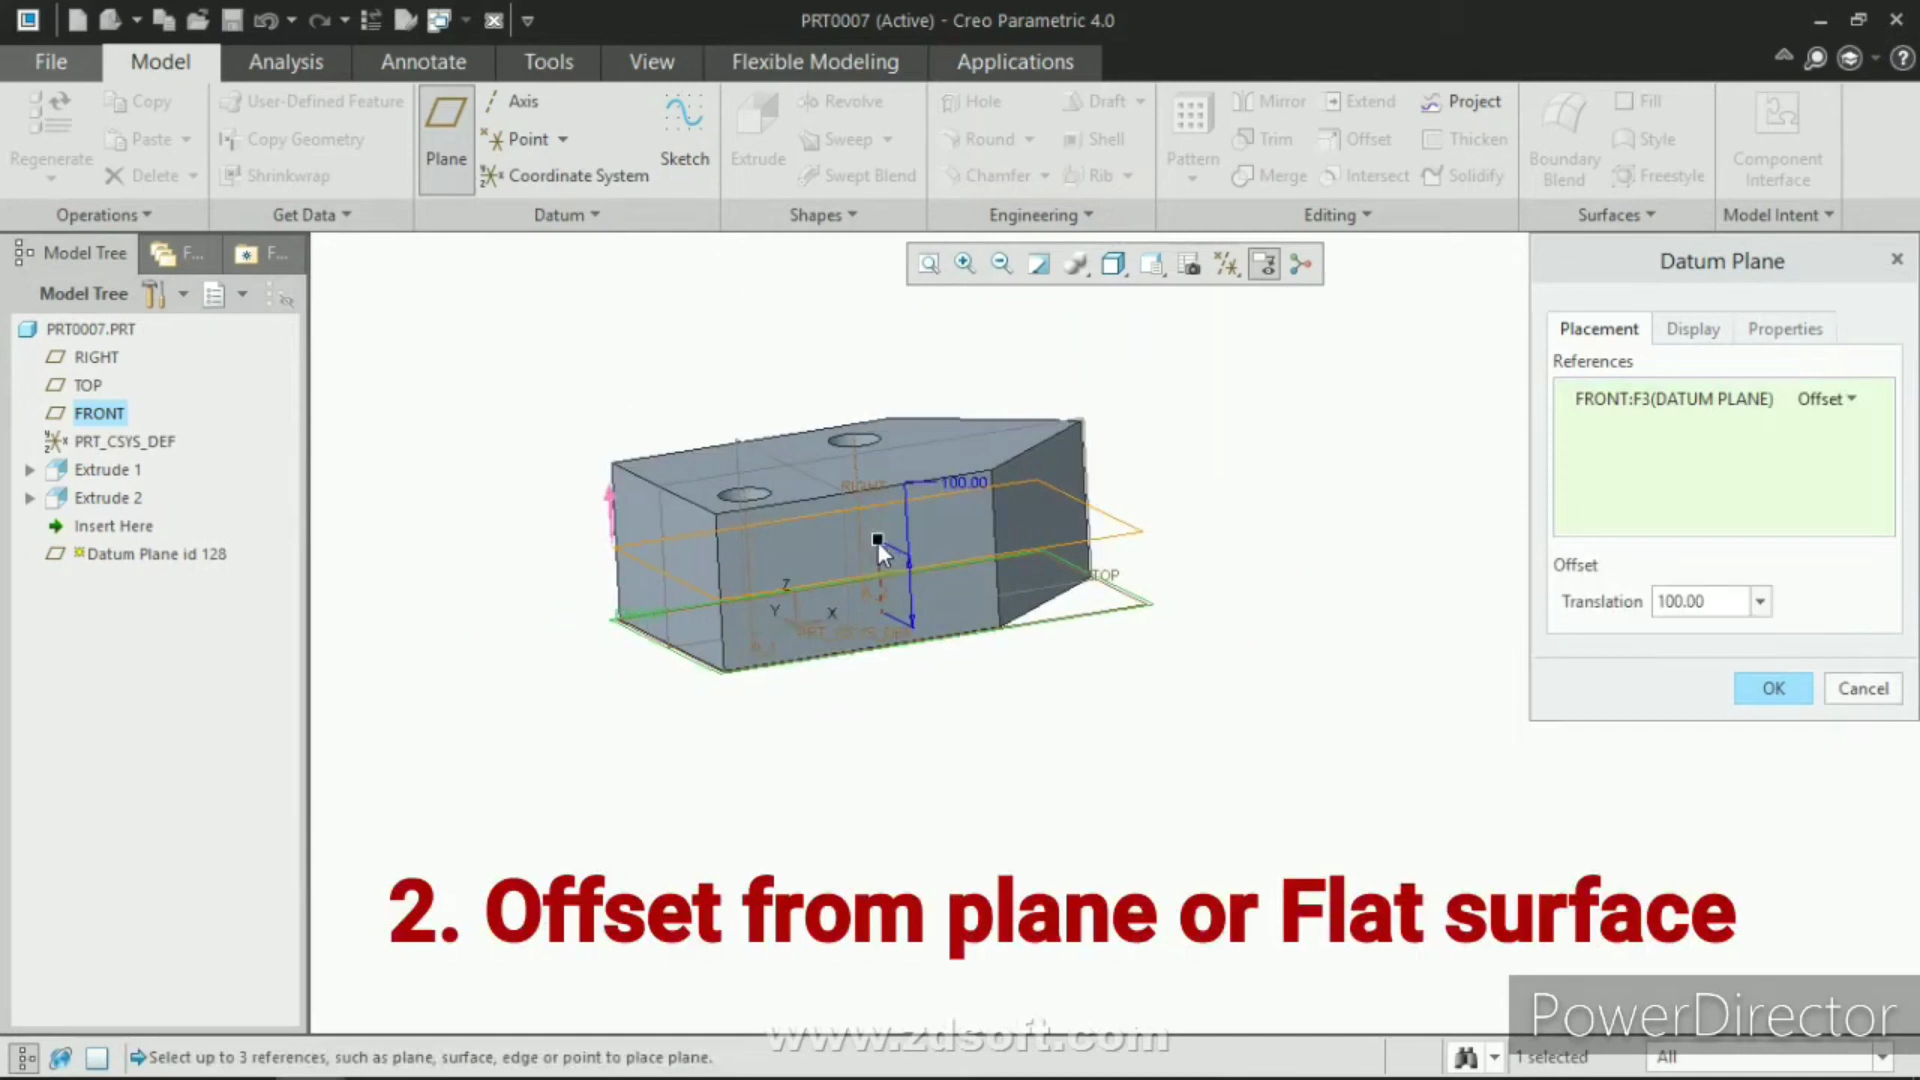 PRT0007 (Active) - Creo Parametric 4.0
File Model Analysis Annotate Tools View Flexible Modeling Applications
Regenerate
Copy
Paste
Delete
User-Defined Feature
Copy Geometry
Shrinkwrap
Plane
Axis
Point
Coordinate System
Sketch
Extrude
Revolve
Sweep
Swept Blend
Hole
Round
Chamfer
Draft
Shell
Rib
Pattern
Mirror
Trim
Merge
Extend
Offset
Intersect
Project
Thicken
Solidify
Boundary
Blend
Fill
Style
Freestyle
Component
Interface
Operations Get Data Datum Shapes Engineering Editing Surfaces Model Intent
Model Tree F... F...
Model Tree
PRT0007.PRT
RIGHT
TOP
FRONT
PRT_CSYS_DEF
Extrude 1
Extrude 2
Insert Here
Datum Plane id 128
RIGHT
100.00
TOP
Z
Y
X
PRT_CSYS_DEF
Datum Plane
Placement Display Properties
References
FRONT:F3(DATUM PLANE) Offset
Offset
Translation 100.00
OK Cancel
2. Offset from plane or Flat surface
PowerDirector
www.zdsoft.com
Select up to 3 references, such as plane, surface, edge or point to place plane.
1 selected
All